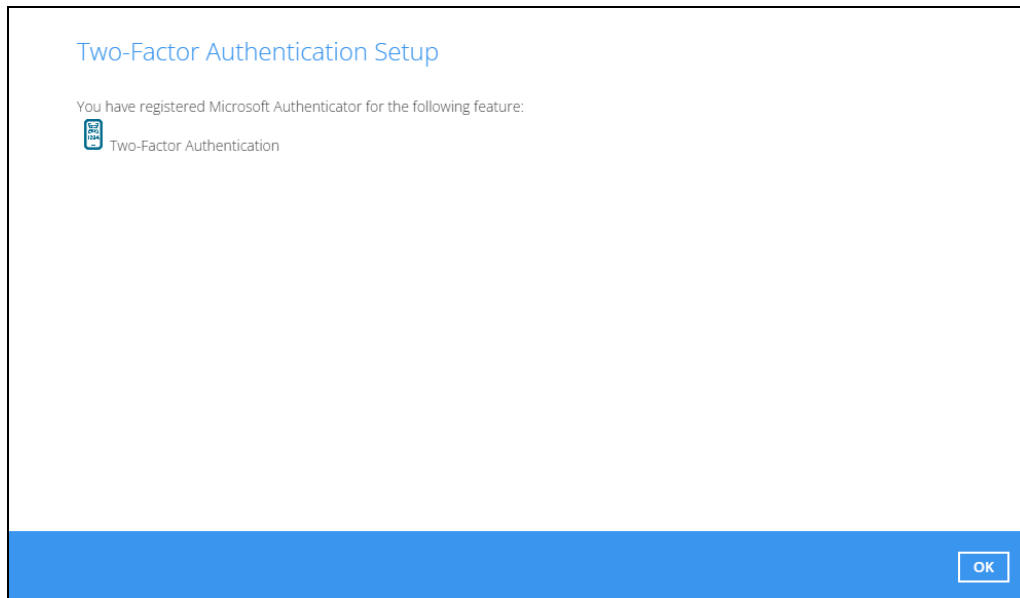 Two-Factor Authentication Setup
You have registered Microsoft Authenticator for the following feature:
Two-Factor Authentication
OK